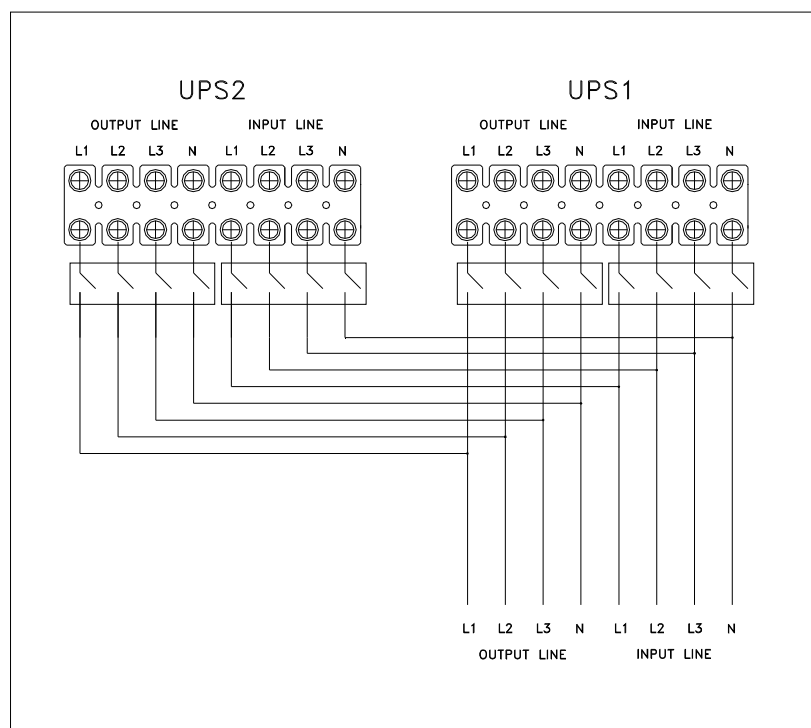 UPS2 UPS1
OUTPUT LINE INPUT LINE OUTPUT LINE INPUT LINE
L1 L2 L3 N L1 L2 L3 N L1 L2 L3 N L1 L2 L3 N
L1 L2 L3 N L1 L2 L3 N
OUTPUT LINE INPUT LINE